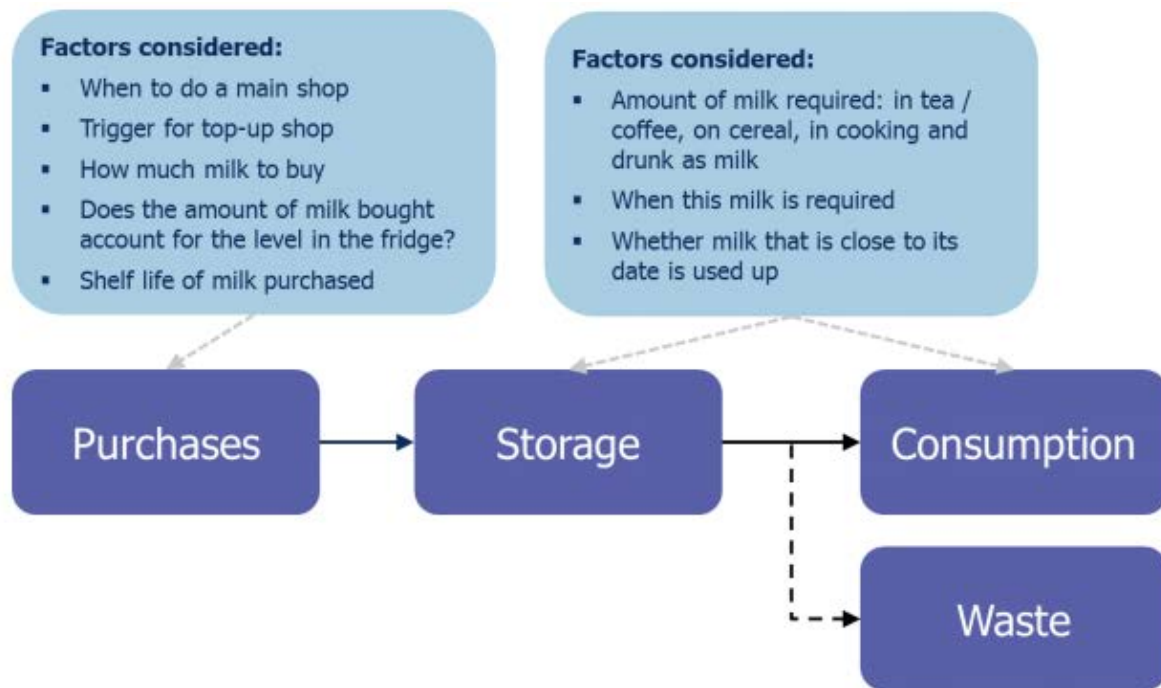 Factors considered:
▪ When to do a main shop
▪ Trigger for top-up shop
▪ How much milk to buy
▪ Does the amount of milk bought
account for the level in the fridge?
▪ Shelf life of milk purchased
Factors considered:
▪ Amount of milk required: in tea /
coffee, on cereal, in cooking and
drunk as milk
▪ When this milk is required
▪ Whether milk that is close to its
date is used up
Purchases
Storage
Consumption
Waste